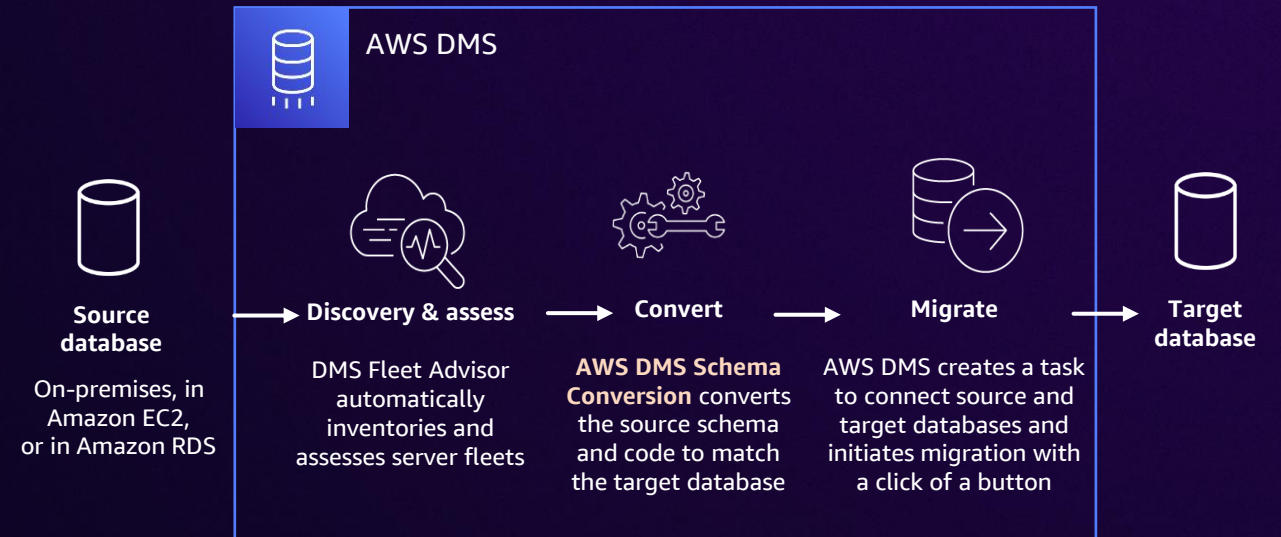 AWS DMS
Source
database
On-premises, in
Amazon EC2,
or in Amazon RDS
Discovery & assess
DMS Fleet Advisor
automatically
inventories and
assesses server fleets
Convert
AWS DMS Schema
Conversion converts
the source schema
and code to match
the target database
Migrate
AWS DMS creates a task
to connect source and
target databases and
initiates migration with
a click of a button
Target
database